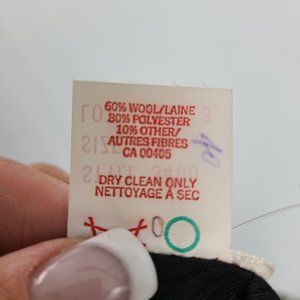 60% WOOL/LAINE
30% POLYESTER
10% OTHER/
AUTRES FIBRES
CA 00405
DRY CLEAN ONLY
NETTOYAGE À SEC